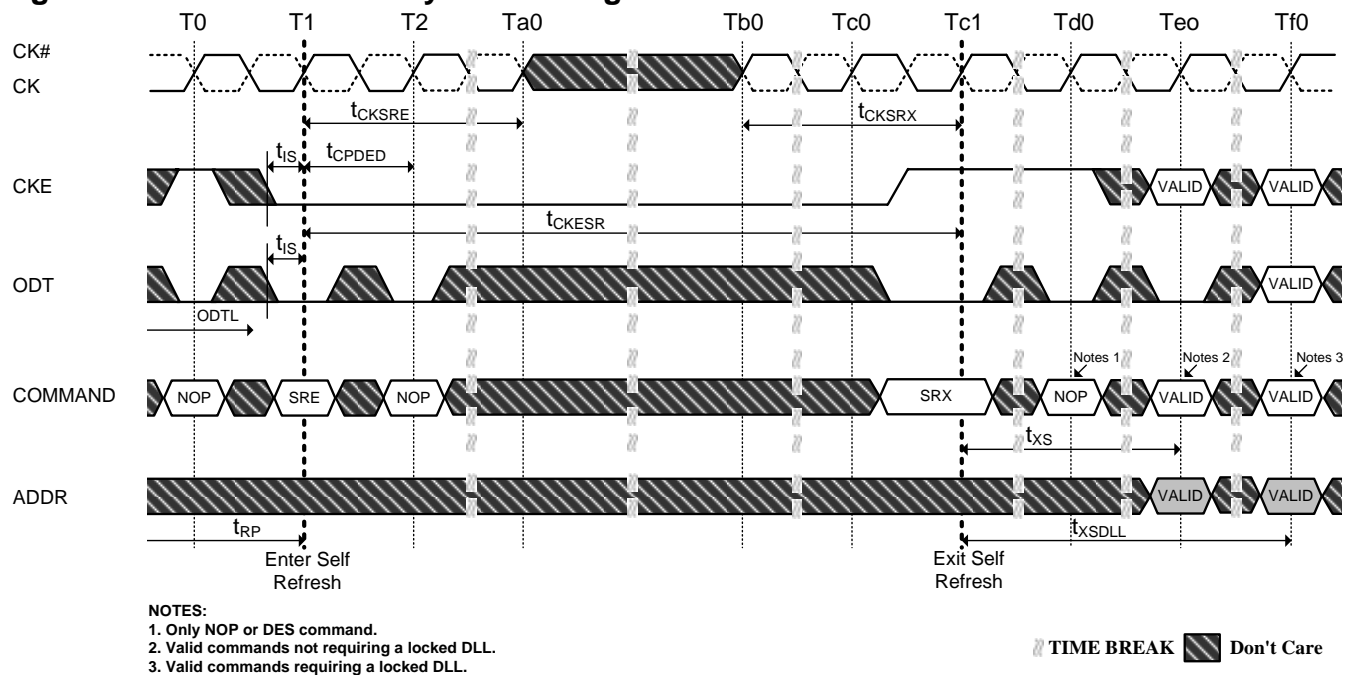 T0 T1 T2 Ta0 Tb0 Tc0 Tc1 Td0 Teo Tf0
CK#
CK
tCKSRE tCKSRX
tIS tCPDED
CKE VALID VALID
tCKESR
tIS
ODT VALID
ODTL
Notes 1 Notes 2 Notes 3
COMMAND NOP SRE NOP SRX NOP VALID VALID
tXS
ADDR VALID VALID
tRP tXSDLL
Enter Self Exit Self
Refresh Refresh
NOTES:
1. Only NOP or DES command.
2. Valid commands not requiring a locked DLL.
3. Valid commands requiring a locked DLL.
TIME BREAK Don't Care